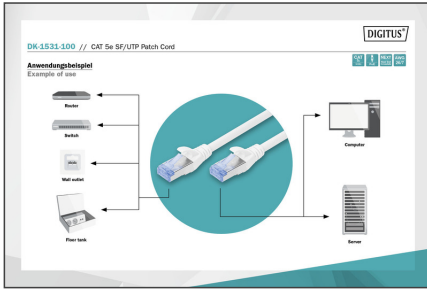 DIGITUS®
DK-1531-100 // CAT 5e SF/UTP Patch Cord
Anwendungsbeispiel
Example of use
Router
Switch
Wall outlet
Floor tank
Computer
Server